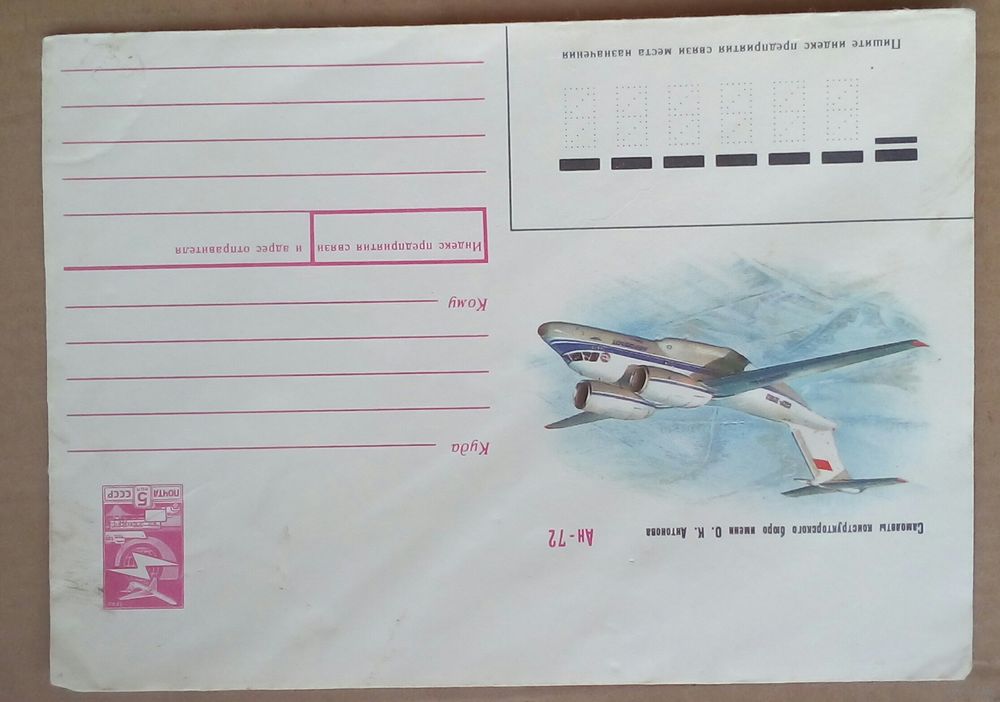 Самолеты конструкторского бюро имени О. К. Антонова
Ан-72
ПОЧТА
5
СССР
Куда
Кому
Индекс предприятия связи
и адрес отправителя
Пишите индекс предприятия связи места назначения